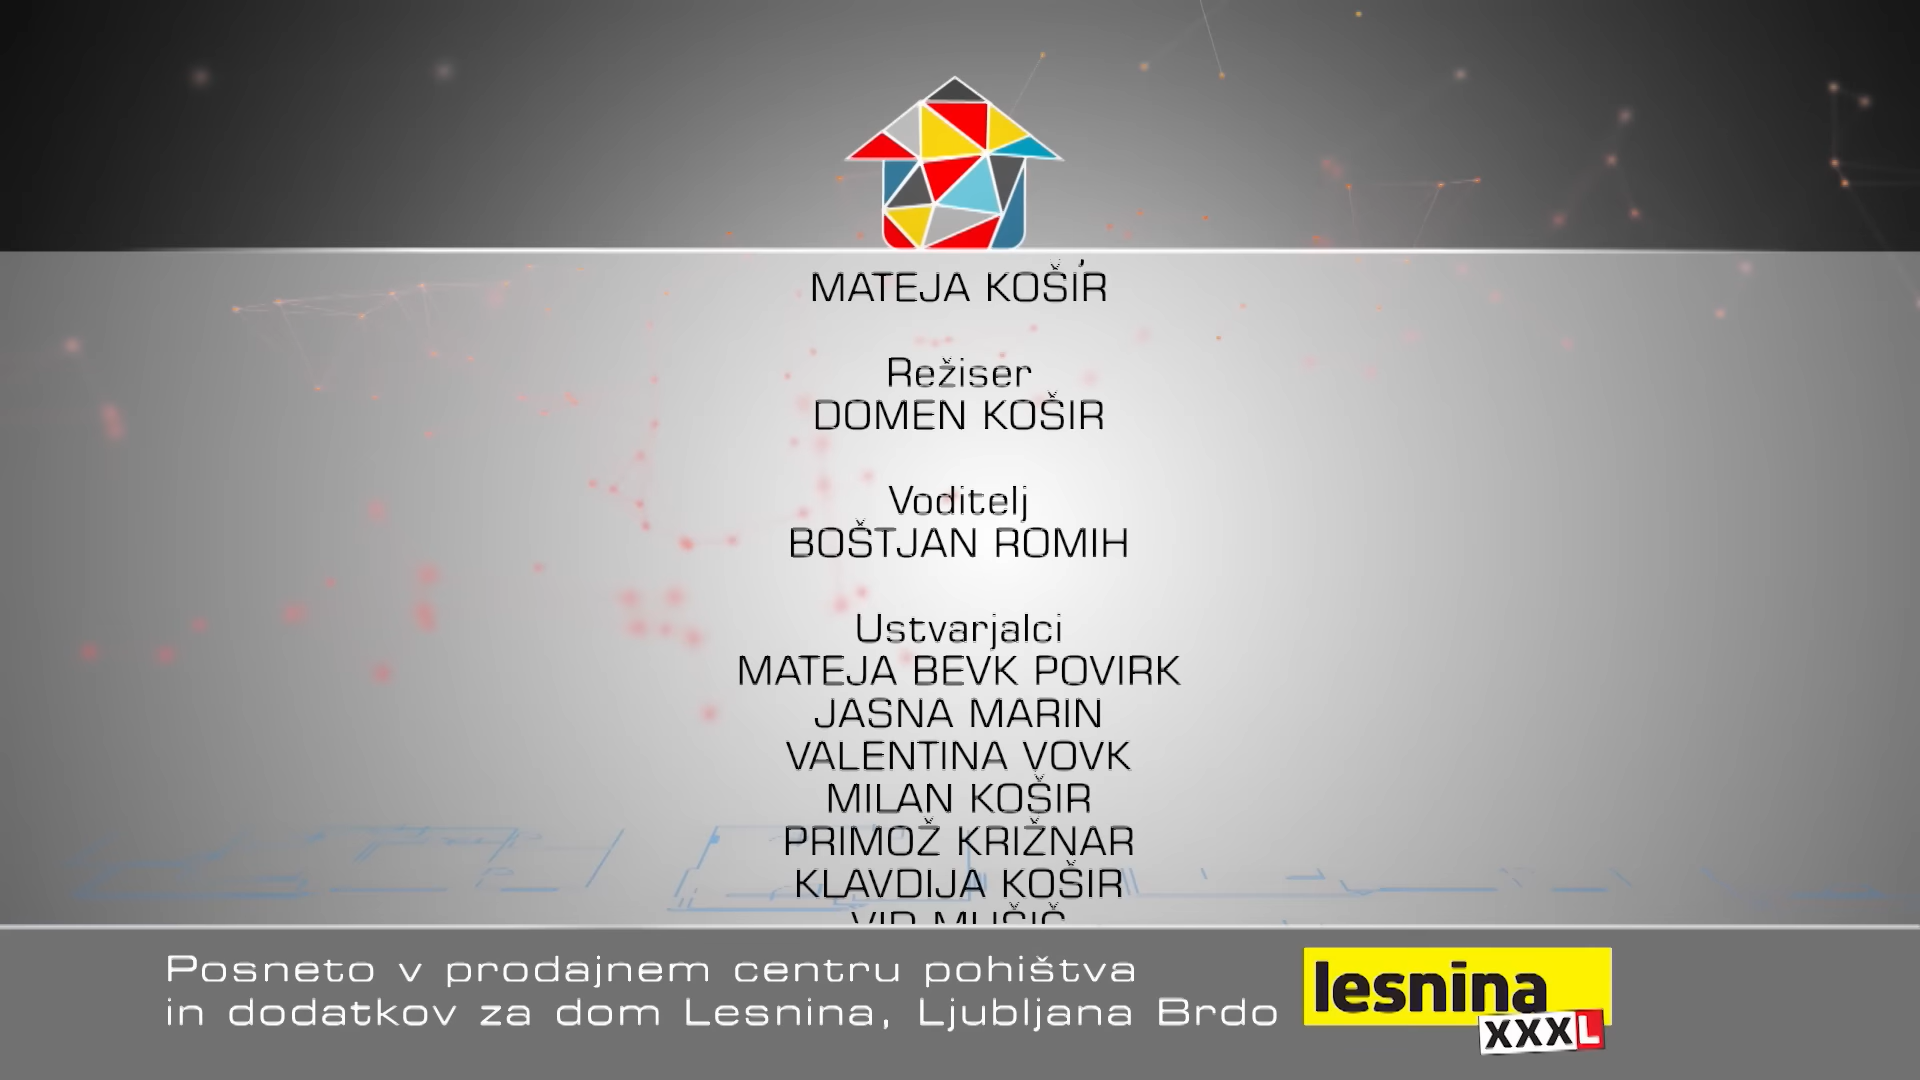 MATEJA KOŠIR
Režiser
DOMEN KOŠIR
Voditelj
BOŠTJAN ROMIH
Ustvarjalci
MATEJA BEVK POVIRK
JASNA MARIN
VALENTINA VOVK
MILAN KOŠIR
PRIMOŽ KRIŽNAR
KLAVDIJA KOŠIR
Posneto v prodajnem centru pohištva
in dodatkov za dom Lesnina, Ljubljana Brdo
lesnina
XXXL